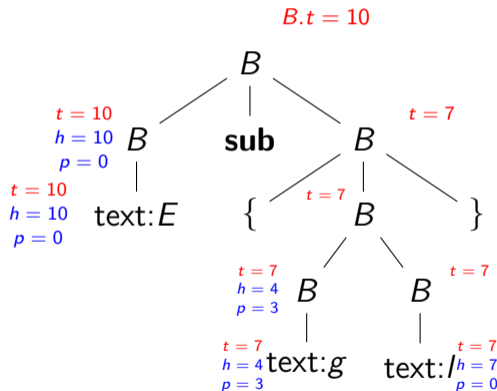 B.t = 10
B
t = 10
h = 10
p = 0
B
sub
B
t = 7
t = 10
h = 10
p = 0
text:E
{
t = 7
B
}
t = 7
h = 4
p = 3
B
B
t = 7
t = 7
h = 4
p = 3
text:g
text:l
t = 7
h = 7
p = 0